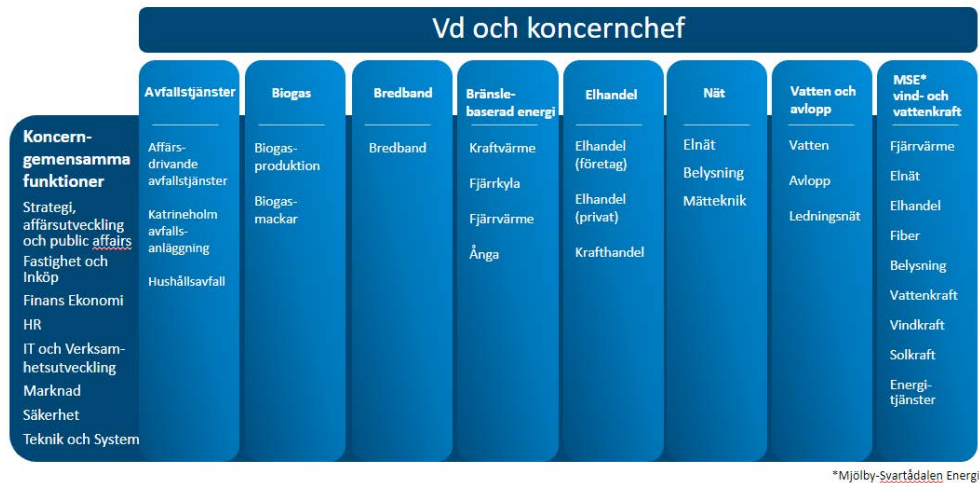 Vd och koncernchef
Koncern-
gemensamma
funktioner
Strategi,
affärsutveckling
och public affairs
Fastighet och
Inköp
Finans Ekonomi
HR
IT och Verksam-
hetsutveckling
Marknad
Säkerhet
Teknik och System
Avfallstjänster
Affärs-
drivande
avfallstjänster
Katrineholm
avfalls-
anläggning
Hushållsavfall
Biogas
Biogas-
produktion
Biogas-
mackar
Bredband
Bredband
Bränsle-
baserad energi
Kraftvärme
Fjärrkyla
Fjärrvärme
Ånga
Elhandel
Elhandel
(företag)
Elhandel
(privat)
Krafthandel
Nät
Elnät
Belysning
Mätteknik
Vatten och
avlopp
Vatten
Avlopp
Ledningsnät
MSE*
vind- och
vattenkraft
Fjärrvärme
Elnät
Elhandel
Fiber
Belysning
Vattenkraft
Vindkraft
Solkraft
Energi-
tjänster
*Mjölby-Svartådalen Energi